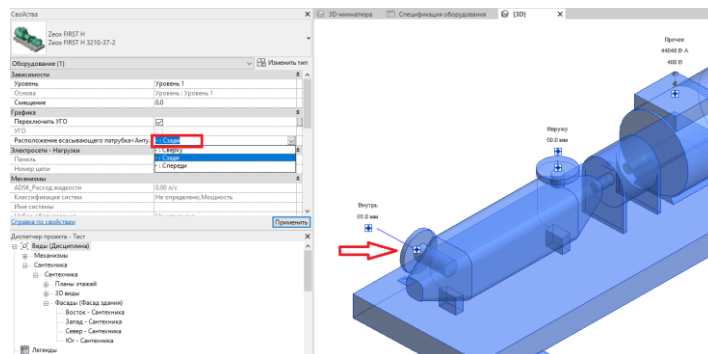 Свойства
Zeox FIRST H
Zeox FIRST H 3210-37-2
Оборудование (1)
Изменить тип
Зависимости
Уровень
Уровень 1
Основа
Уровень : Уровень 1
Смещение
0.0
Графика
Переключить УГО
УГО
Расположение всасывающего патрубка<Анту...
- : Сзади
Электросети - Нагрузки
- : Сверху
Панель
- : Сзади
Номер цепи
- : Спереди
Механизмы
ADSK_Расход жидкости
0.00 л/с
Классификация систем
Не определено,Мощность
Имя системы
Справка по свойствам
Применить
Диспетчер проекта - Тест
Виды (Дисциплина)
Механизмы
Сантехника
Сантехника
Планы этажей
3D виды
Фасады (Фасад здания)
Восток - Сантехника
Запад - Сантехника
Север - Сантехника
Юг - Сантехника
Легенды
3D-миниатюра
Спецификация оборудования
{3D}
Прочее
400 В
Наружу
50.0 мм
Внутрь
65.0 мм